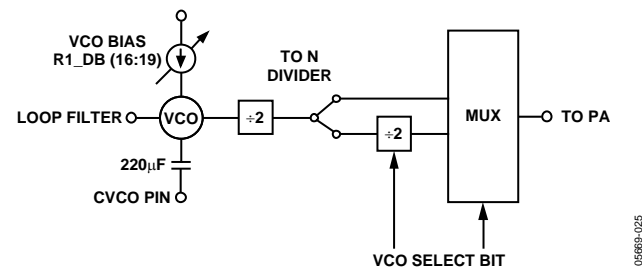 VCO BIAS
R1_DB (16:19)
TO N
DIVIDER
LOOP FILTER
VCO
÷2
÷2
MUX
TO PA
220μF
CVCO PIN
VCO SELECT BIT
05669-025